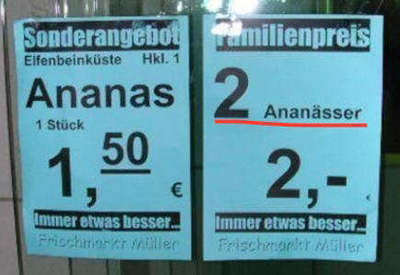 Sonderangebot
Elfenbeinküste Hkl. 1
Ananas
1 Stück
1,50 €
Immer etwas besser...
Frischmarkt Müller
Familienpreis
2 Ananässer
2,- €
Immer etwas besser...
Frischmarkt Müller